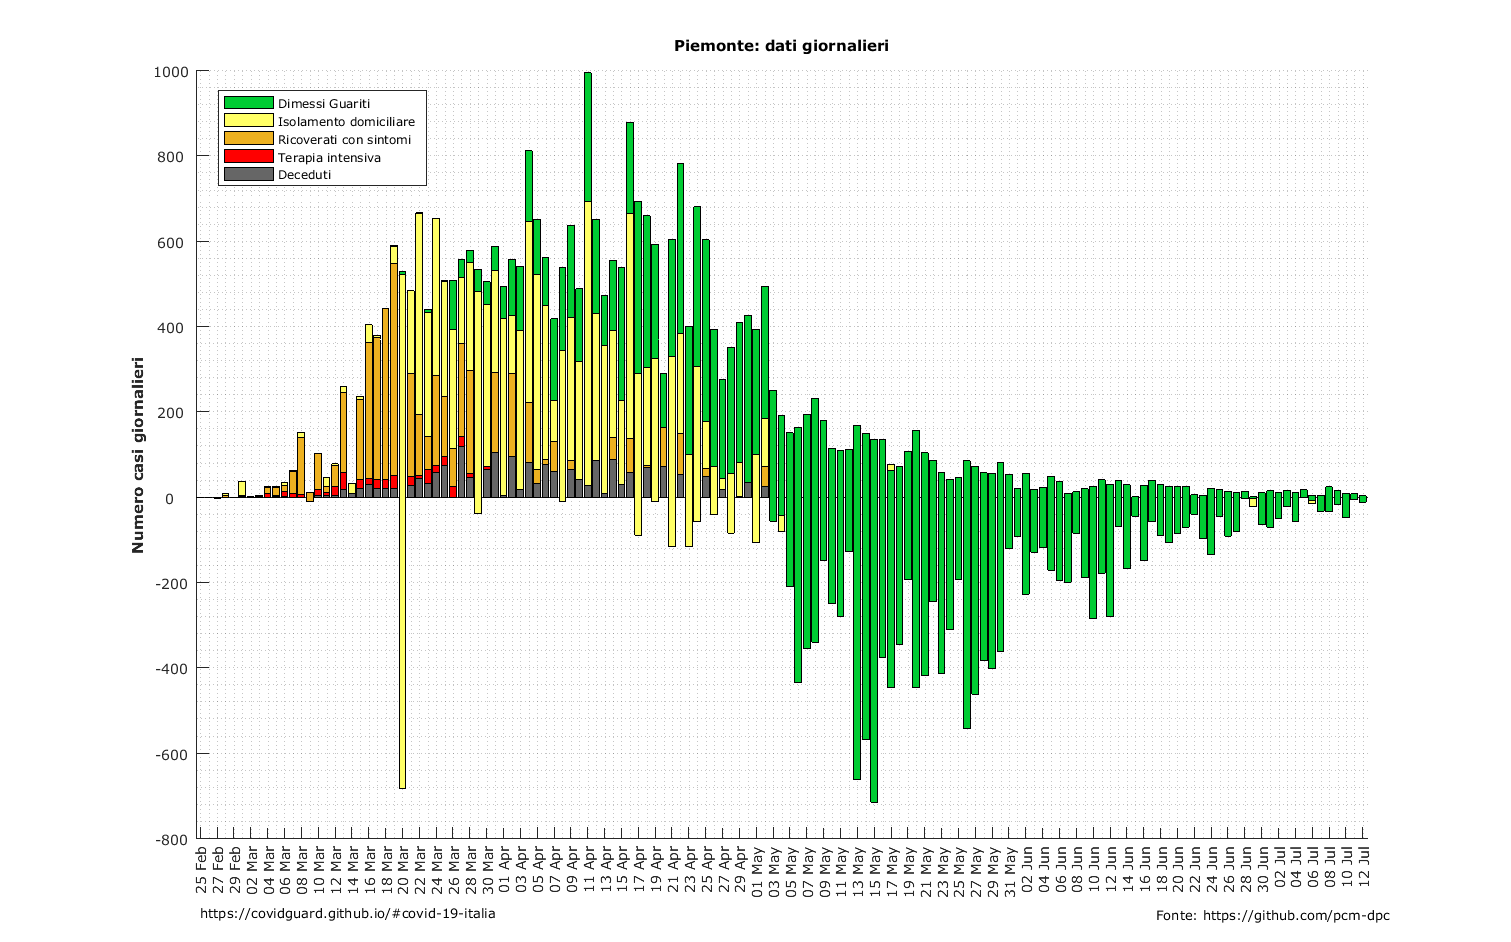 Piemonte: dati giornalieri
1000
800
600
400
200
0
-200
-400
-600
-800
Numero casi giornalieri
Dimessi Guariti
Isolamento domiciliare
Ricoverati con sintomi
Terapia intensiva
Deceduti
25 Feb
27 Feb
29 Feb
02 Mar
04 Mar
06 Mar
08 Mar
10 Mar
12 Mar
14 Mar
16 Mar
18 Mar
20 Mar
22 Mar
24 Mar
26 Mar
28 Mar
30 Mar
01 Apr
03 Apr
05 Apr
07 Apr
09 Apr
11 Apr
13 Apr
15 Apr
17 Apr
19 Apr
21 Apr
23 Apr
25 Apr
27 Apr
29 Apr
01 May
03 May
05 May
07 May
09 May
11 May
13 May
15 May
17 May
19 May
21 May
23 May
25 May
27 May
29 May
31 May
02 Jun
04 Jun
06 Jun
08 Jun
10 Jun
12 Jun
14 Jun
16 Jun
18 Jun
20 Jun
22 Jun
24 Jun
26 Jun
28 Jun
30 Jun
02 Jul
04 Jul
06 Jul
08 Jul
10 Jul
12 Jul
https://covidguard.github.io/#covid-19-italia
Fonte: https://github.com/pcm-dpc